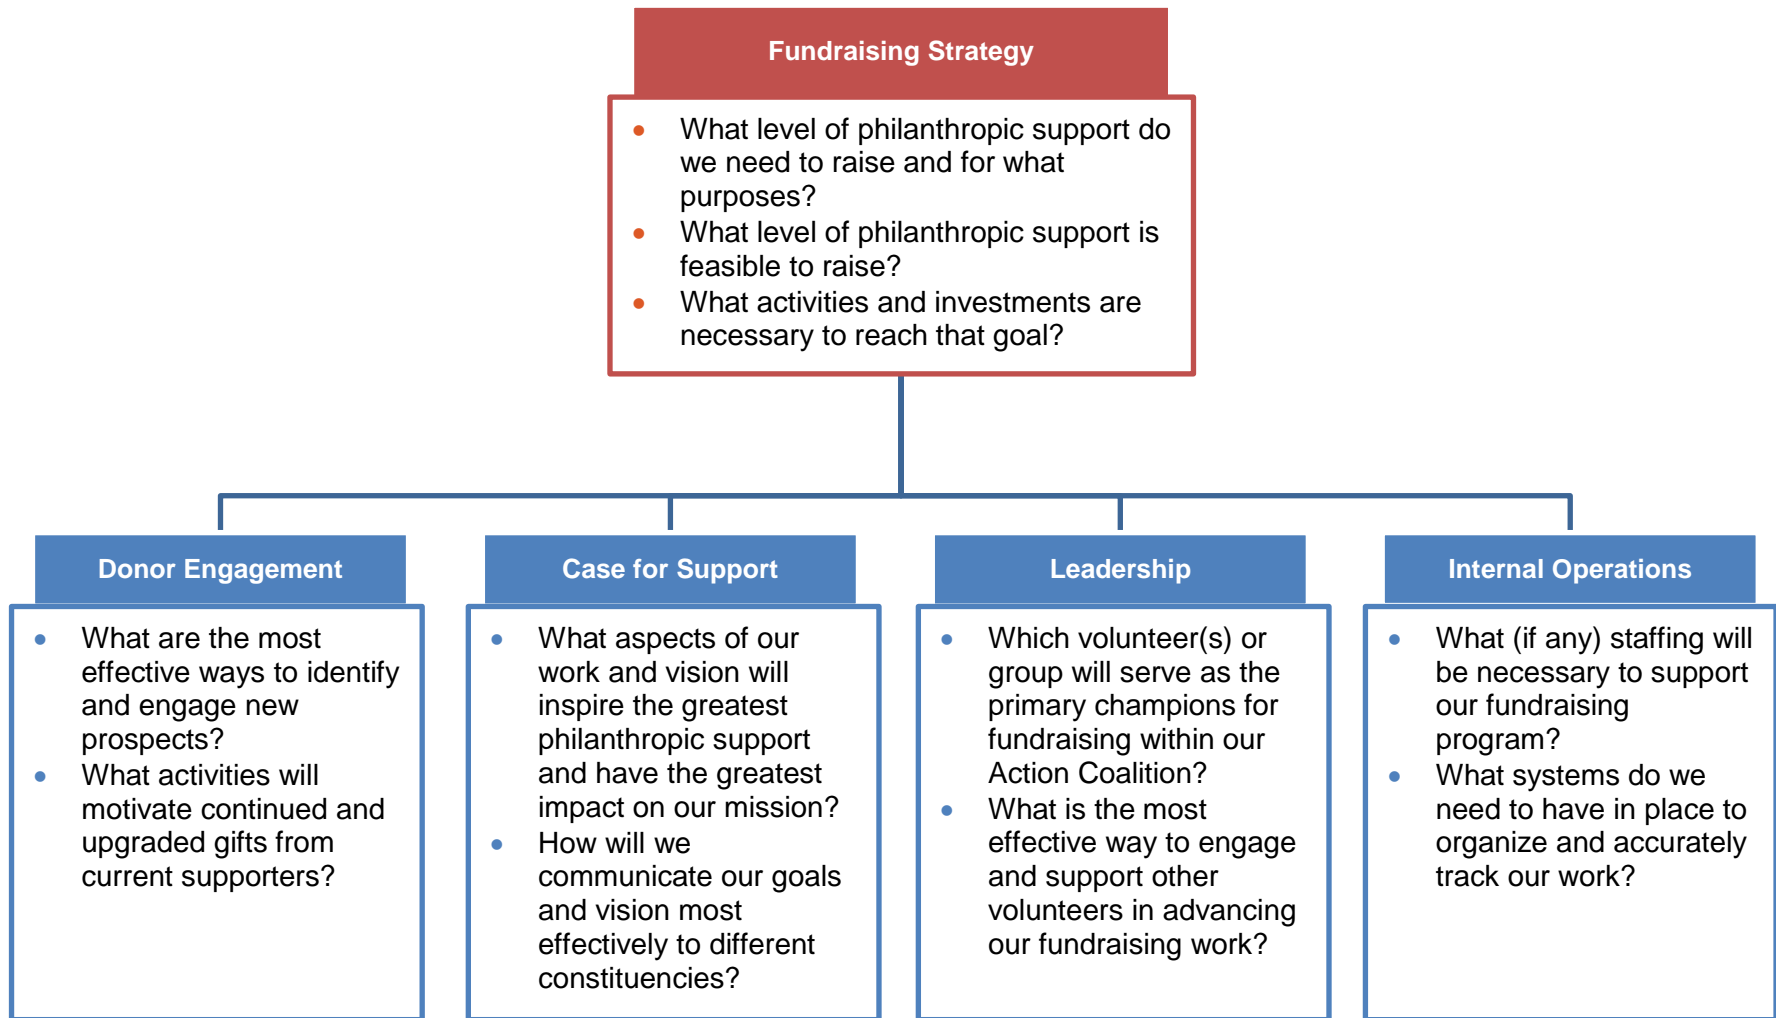 Fundraising Strategy
• What level of philanthropic support do
we need to raise and for what
purposes?
• What level of philanthropic support is
feasible to raise?
• What activities and investments are
necessary to reach that goal?
Donor Engagement
• What are the most
effective ways to identify
and engage new
prospects?
• What activities will
motivate continued and
upgraded gifts from
current supporters?
Case for Support
• What aspects of our
work and vision will
inspire the greatest
philanthropic support
and have the greatest
impact on our mission?
• How will we
communicate our goals
and vision most
effectively to different
constituencies?
Leadership
• Which volunteer(s) or
group will serve as the
primary champions for
fundraising within our
Action Coalition?
• What is the most
effective way to engage
and support other
volunteers in advancing
our fundraising work?
Internal Operations
• What (if any) staffing will
be necessary to support
our fundraising
program?
• What systems do we
need to have in place to
organize and accurately
track our work?